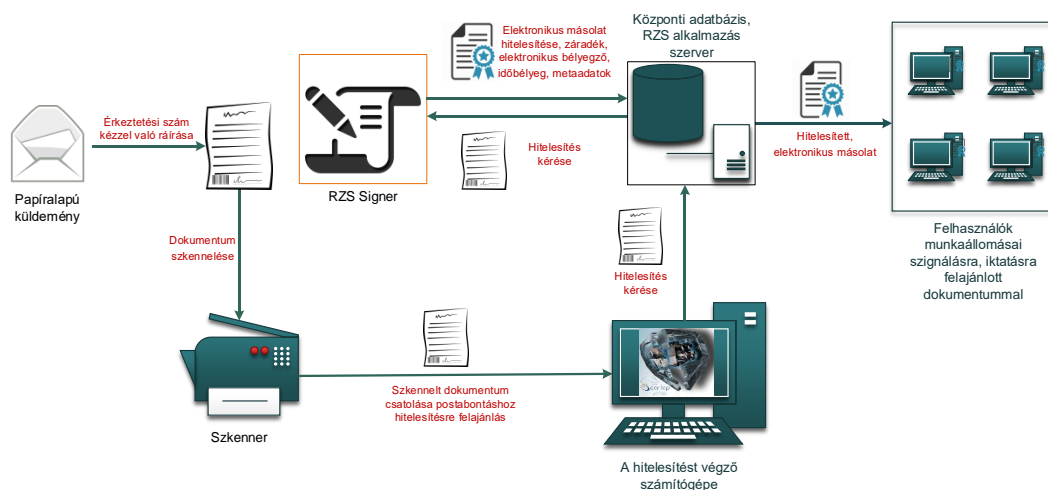 Központi adatbázis,
RZS alkalmazás
szerver
Elektronikus másolat
hitelesítése, záradék,
elektronikus bélyegző,
időbélyeg, metaadatok
Érkeztetési szám
kézzel való ráírása
Hitelesítés
kérése
Hitelesített,
elektronikus másolat
Papíralapú
küldemény
RZS Signer
Dokumentum
szkennelése
Hitelesítés
kérése
Felhasználók
munkaállomásai
szignálásra, iktatásra
felajánlott
dokumentummal
Szkennelt dokumentum
csatolása postabontáshoz
hitelesítésre felajánlás
Szkenner
A hitelesítést végző
számítógépe